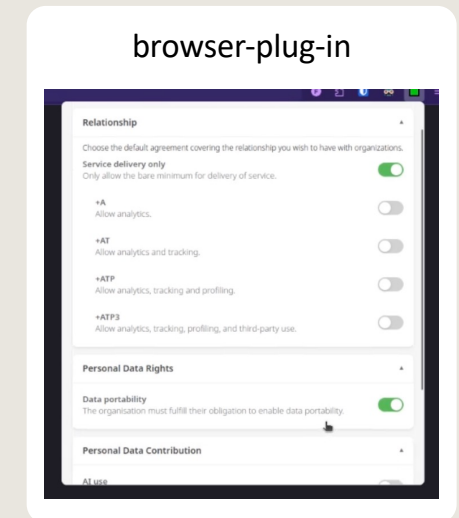 browser-plug-in
Relationship
Choose the default agreement covering the relationship you wish to have with organizations.
Service delivery only
Only allow the bare minimum for delivery of service.
+A
Allow analytics.
+AT
Allow analytics and tracking.
+ATP
Allow analytics, tracking and profiling.
+ATP3
Allow analytics, tracking, profiling, and third-party use.
Personal Data Rights
Data portability
The organisation must fulfill their obligation to enable data portability.
Personal Data Contribution
AI use